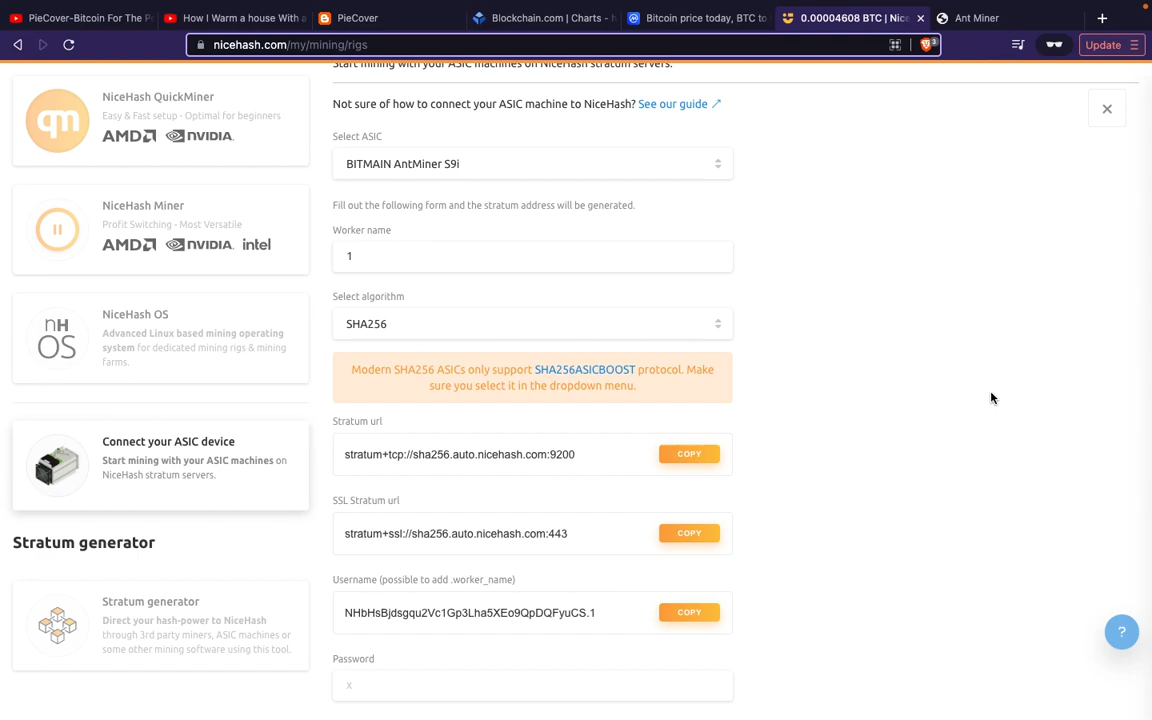 PieCover-Bitcoin For The P
How I Warm a house With a
PieCover
Blockchain.com | Charts - h
Bitcoin price today, BTC to
0.00004608 BTC | Nice
Ant Miner
nicehash.com/my/mining/rigs
3
Update
Start mining with your ASIC machines on NiceHash stratum servers.
NiceHash QuickMiner
Easy & Fast setup - Optimal for beginners
AMD NVIDIA.
NiceHash Miner
Profit Switching - Most Versatile
AMD NVIDIA. intel
NiceHash OS
Advanced Linux based mining operating
system for dedicated mining rigs & mining
farms.
qm
nH
OS
Connect your ASIC device
Start mining with your ASIC machines on
NiceHash stratum servers.
Stratum generator
Stratum generator
Direct your hash-power to NiceHash
through 3rd party miners, ASIC machines or
some other mining software using this tool.
Not sure of how to connect your ASIC machine to NiceHash? See our guide
Select ASIC
BITMAIN AntMiner S9i
Fill out the following form and the stratum address will be generated.
Worker name
1
Select algorithm
SHA256
Modern SHA256 ASICs only support SHA256ASICBOOST protocol. Make
sure you select it in the dropdown menu.
Stratum url
stratum+tcp://sha256.auto.nicehash.com:9200
COPY
SSL Stratum url
stratum+ssl://sha256.auto.nicehash.com:443
COPY
Username (possible to add .worker_name)
NHbHsBjdsgqu2Vc1Gp3Lha5XEo9QpDQFyuCS.1
COPY
Password
x
?